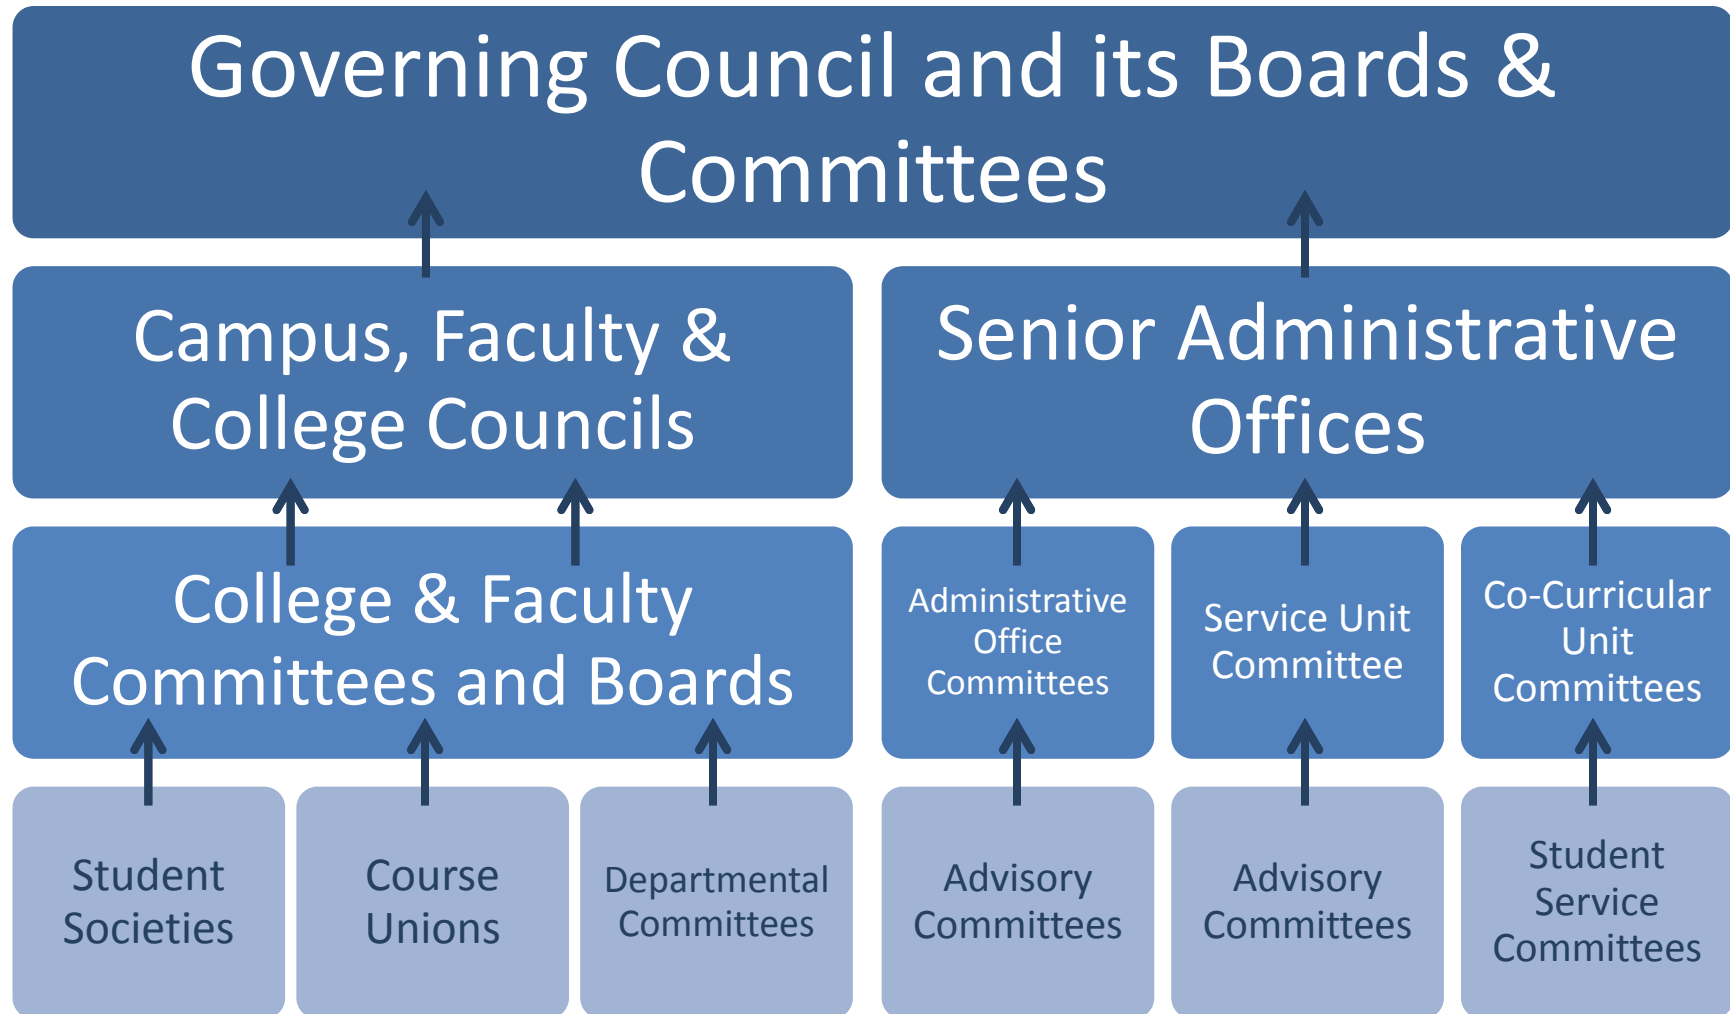 Governing Council and its Boards &
Committees
Campus, Faculty &
College Councils
Senior Administrative
Offices
College & Faculty
Committees and Boards
Administrative
Office
Committees
Service Unit
Committee
Co-Curricular
Unit
Committees
Student
Societies
Course
Unions
Departmental
Committees
Advisory
Committees
Advisory
Committees
Student
Service
Committees